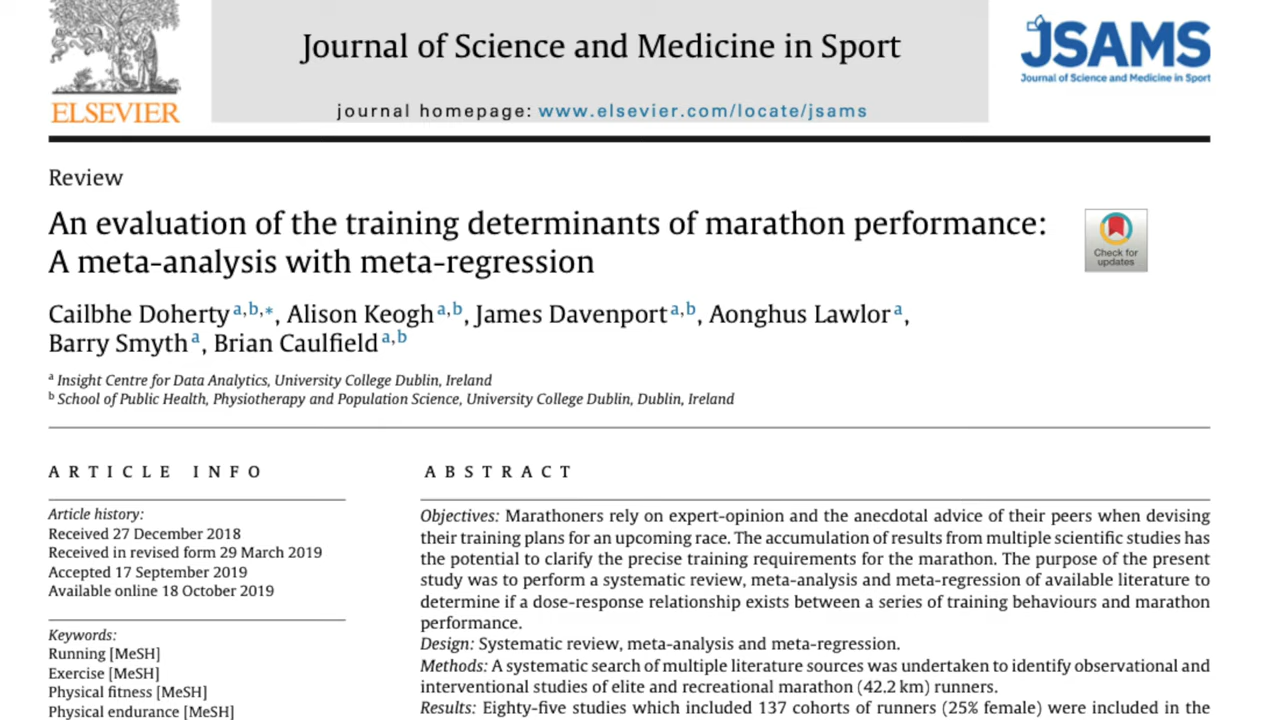 ELSEVIER
Journal of Science and Medicine in Sport
journal homepage: www.elsevier.com/locate/jsams
JSAMS
Journal of Science and Medicine in Sport
Review
An evaluation of the training determinants of marathon performance:
A meta-analysis with meta-regression
Check for
updates
Cailbhe Doherty a,b,*, Alison Keogh a,b, James Davenport a,b, Aonghus Lawlor a,
Barry Smyth a, Brian Caulfield a,b
a Insight Centre for Data Analytics, University College Dublin, Ireland
b School of Public Health, Physiotherapy and Population Science, University College Dublin, Dublin, Ireland
ARTICLE INFO
Article history:
Received 27 December 2018
Received in revised form 29 March 2019
Accepted 17 September 2019
Available online 18 October 2019
Keywords:
Running [MeSH]
Exercise [MeSH]
Physical fitness [MeSH]
Physical endurance [MeSH]
ABSTRACT
Objectives: Marathoners rely on expert-opinion and the anecdotal advice of their peers when devising
their training plans for an upcoming race. The accumulation of results from multiple scientific studies has
the potential to clarify the precise training requirements for the marathon. The purpose of the present
study was to perform a systematic review, meta-analysis and meta-regression of available literature to
determine if a dose-response relationship exists between a series of training behaviours and marathon
performance.
Design: Systematic review, meta-analysis and meta-regression.
Methods: A systematic search of multiple literature sources was undertaken to identify observational and
interventional studies of elite and recreational marathon (42.2 km) runners.
Results: Eighty-five studies which included 137 cohorts of runners (25% female) were included in the